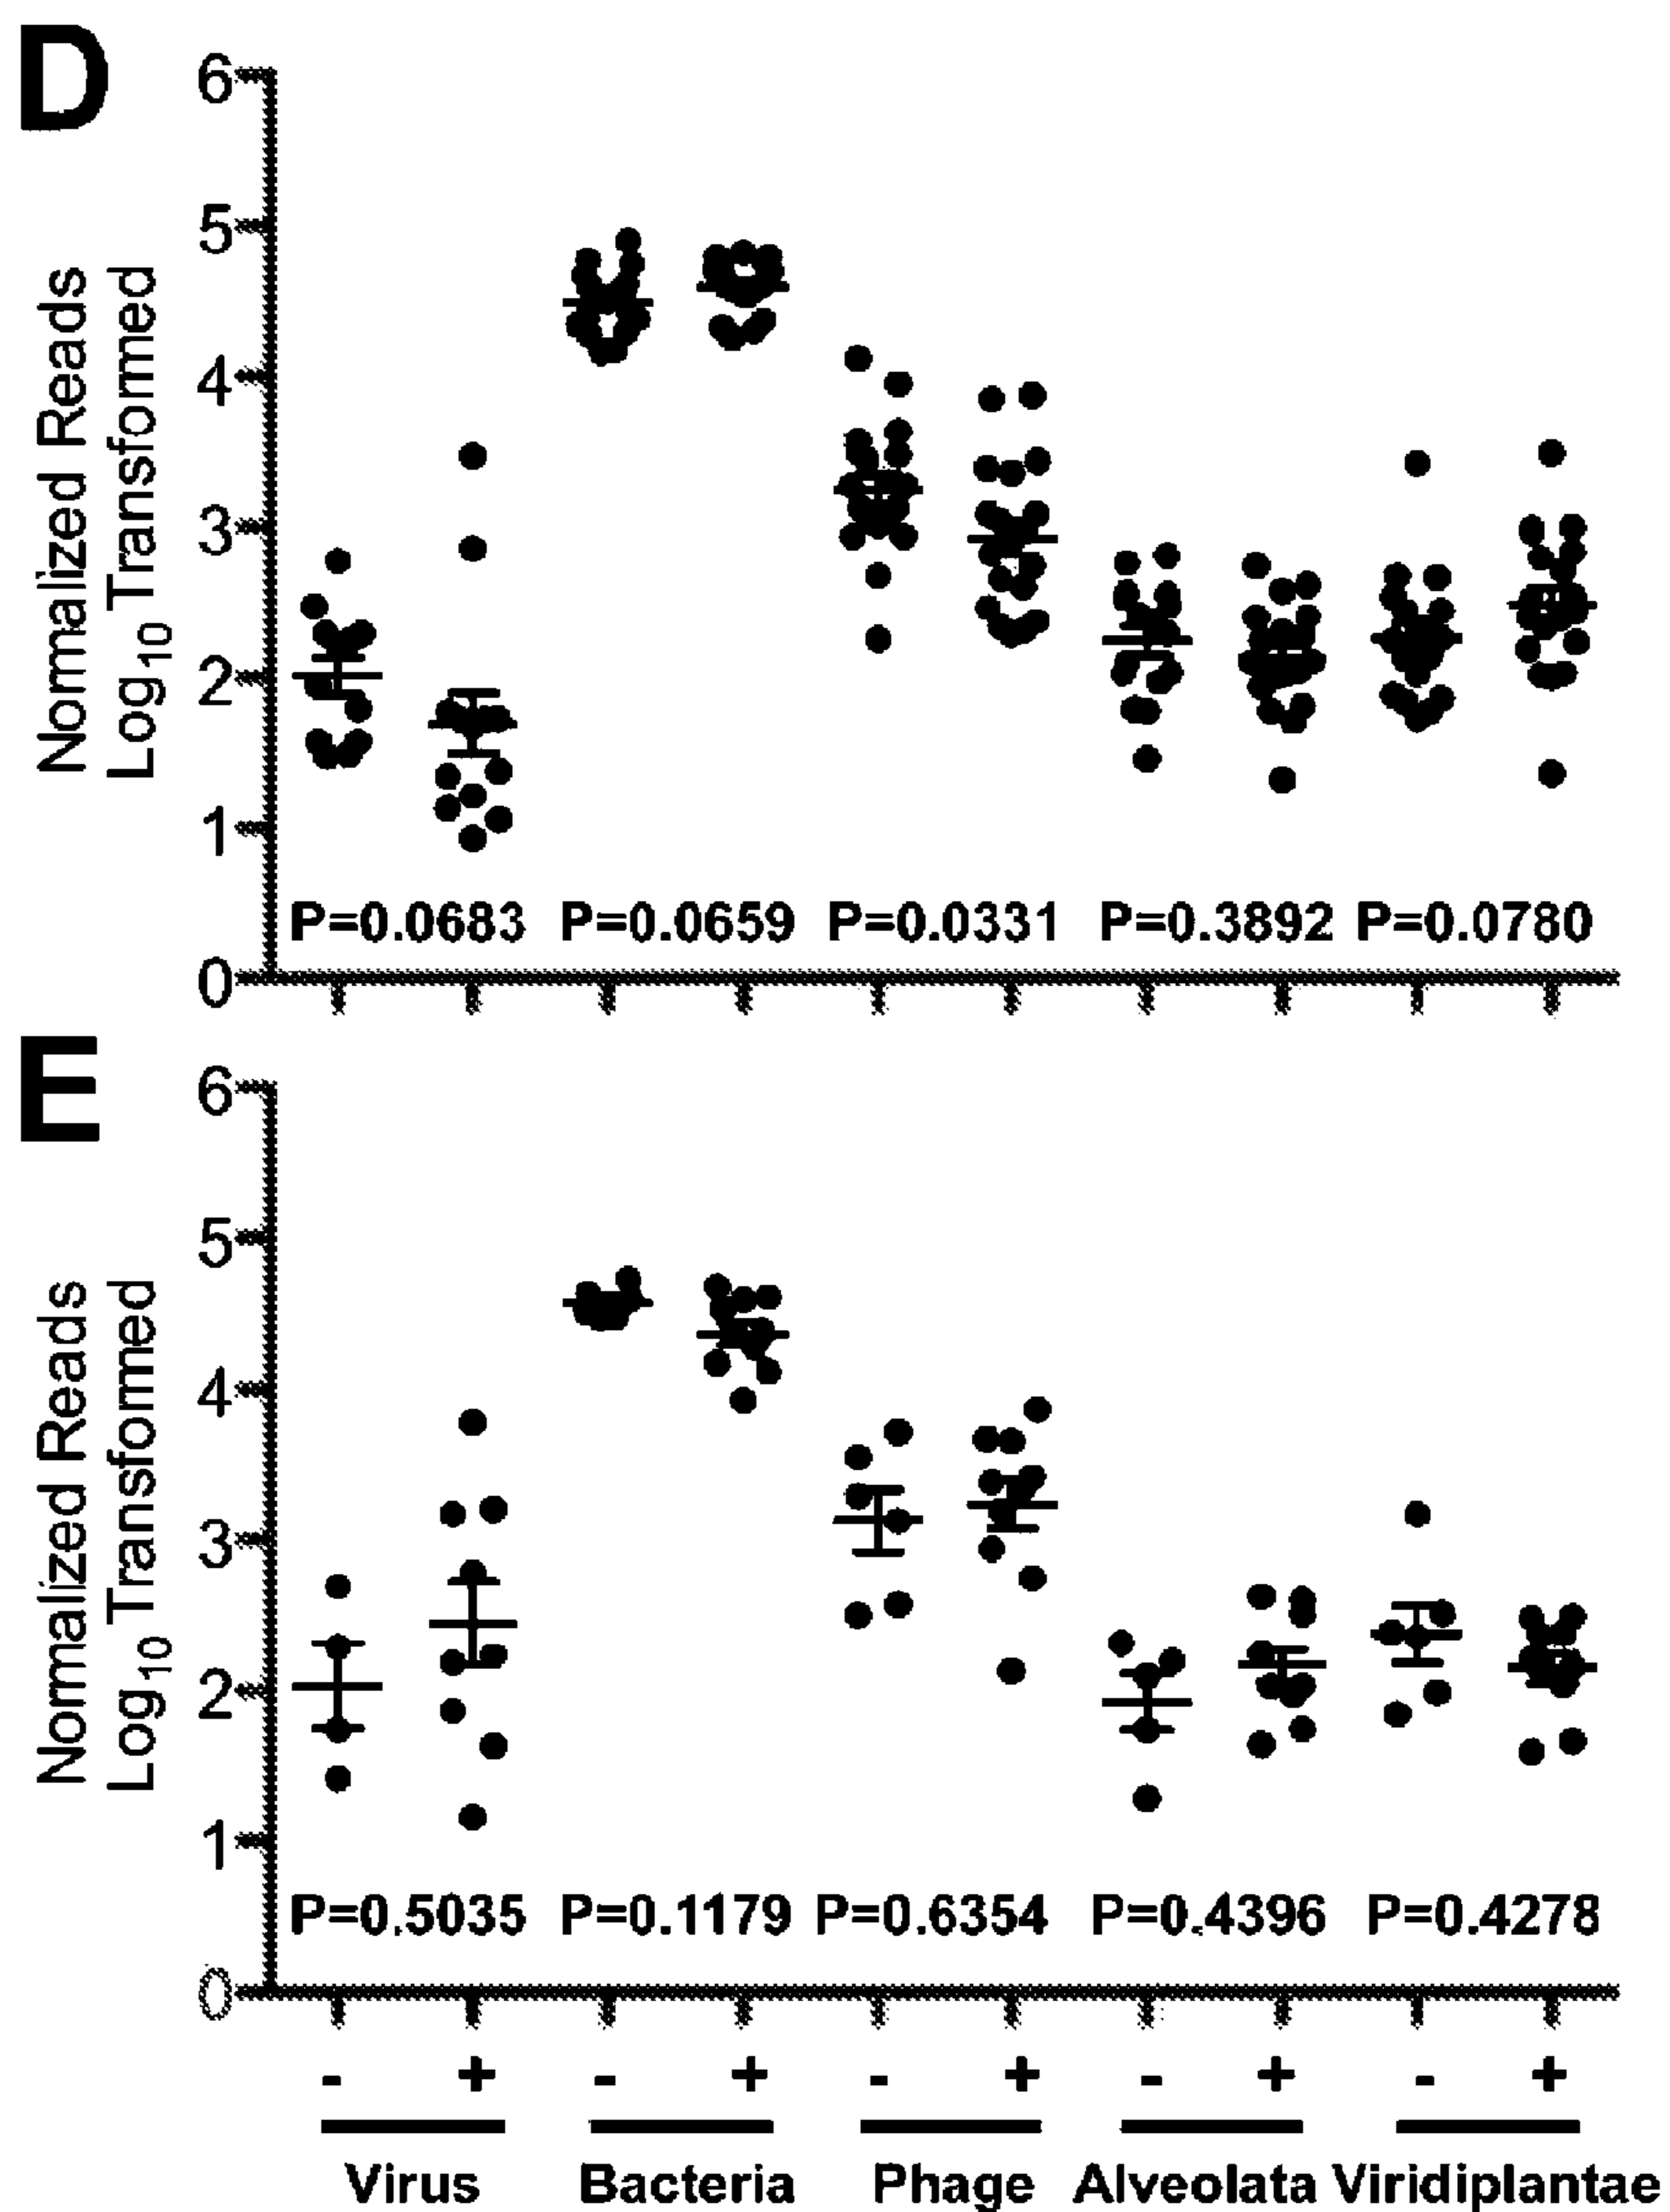 D
6
5
4
3
2
1
0
Normalized Reads
Log10 Transformed
P=0.0683 P=0.0659 P=0.0331 P=0.3892 P=0.0780
E
6
5
4
3
2
1
0
Normalized Reads
Log10 Transformed
P=0.5035 P=0.1179 P=0.6354 P=0.4396 P=0.4278
- + - + - + - + - +
Virus Bacteria Phage Alveolata Viridiplantae